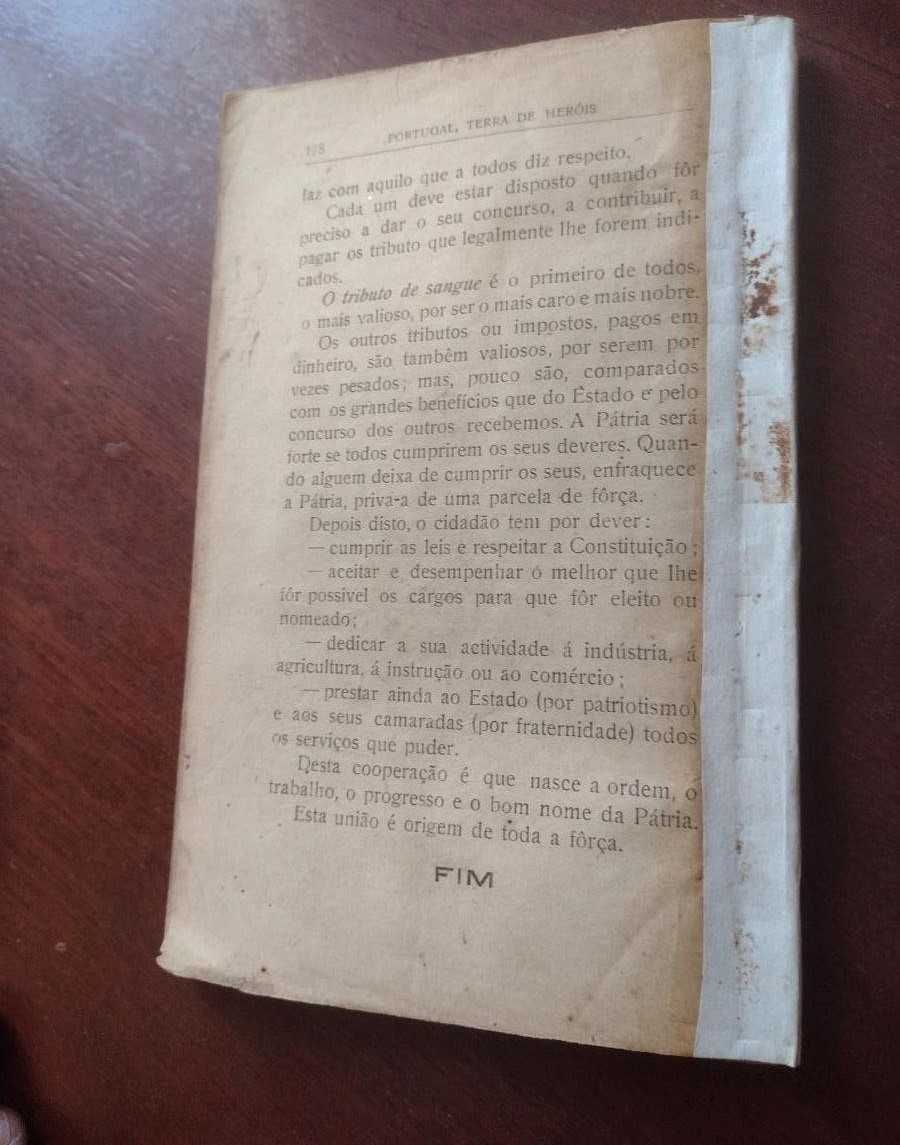 PORTUGAL, TERRA DE HERÓIS
faz com aquilo que a todos diz respeito.
Cada um deve estar disposto quando fôr
preciso a dar o seu concurso, a contribuir, a
pagar os tributo que legalmente lhe forem indi-
cados.
O tributo de sangue é o primeiro de todos,
o mais valioso, por ser o mais caro e mais nobre.
Os outros tributos ou impostos, pagos em
dinheiro, são também valiosos, por serem por
vezes pesados; mas, pouco são, comparados
com os grandes benefícios que do Estado e pelo
concurso dos outros recebemos. A Pátria será
forte se todos cumprirem os seus deveres. Quan-
do alguem deixa de cumprir os seus, enfraquece
a Pátria, priva-a de uma parcela de fôrça.
Depois disto, o cidadão tem por dever:
— cumprir as leis e respeitar a Constituição;
— aceitar e desempenhar o melhor que lhe
fôr possivel os cargos para que fôr eleito ou
nomeado;
— dedicar a sua actividade á indústria, á
agricultura, á instrução ou ao comércio;
— prestar ainda ao Estado (por patriotismo)
e aos seus camaradas (por fraternidade) todos
os serviços que puder.
Desta cooperação é que nasce a ordem, o
trabalho, o progresso e o bom nome da Pátria.
Esta união é origem de toda a fôrça.
FIM